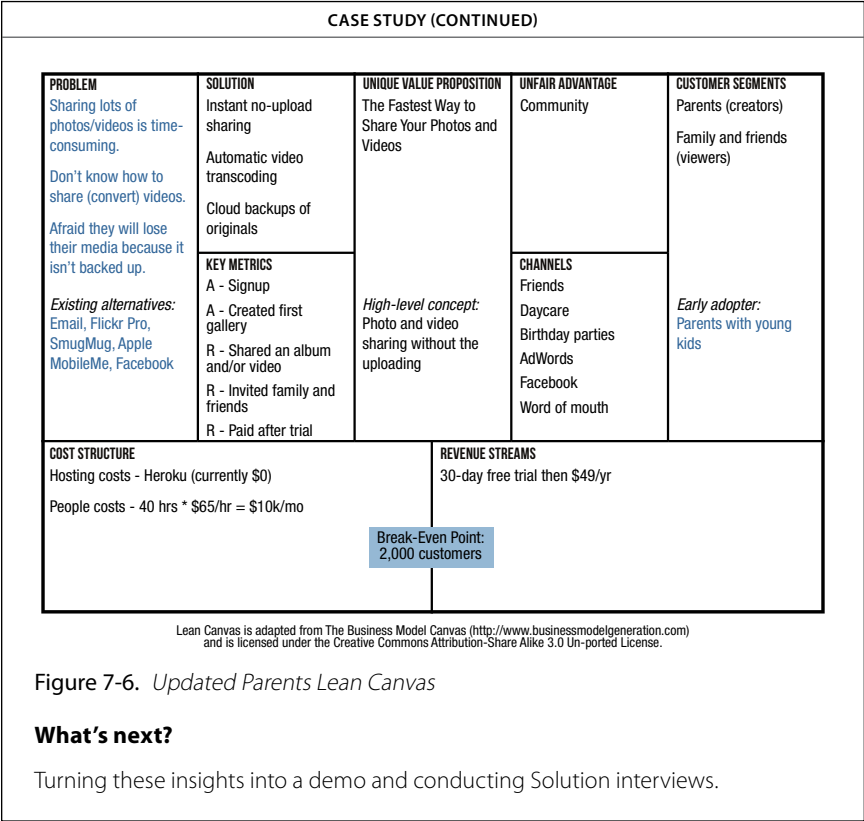 CASE STUDY (CONTINUED)
PROBLEM
Sharing lots of
photos/videos is time-
consuming.
Don’t know how to
share (convert) videos.
Afraid they will lose
their media because it
isn’t backed up.
Existing alternatives:
Email, Flickr Pro,
SmugMug, Apple
MobileMe, Facebook
SOLUTION
Instant no-upload
sharing
Automatic video
transcoding
Cloud backups of
originals
KEY METRICS
A - Signup
A - Created first
gallery
R - Shared an album
and/or video
R - Invited family and
friends
R - Paid after trial
UNIQUE VALUE PROPOSITION
The Fastest Way to
Share Your Photos and
Videos
High-level concept:
Photo and video
sharing without the
uploading
UNFAIR ADVANTAGE
Community
CHANNELS
Friends
Daycare
Birthday parties
AdWords
Facebook
Word of mouth
CUSTOMER SEGMENTS
Parents (creators)
Family and friends
(viewers)
Early adopter:
Parents with young
kids
COST STRUCTURE
Hosting costs - Heroku (currently $0)
People costs - 40 hrs * $65/hr = $10k/mo
REVENUE STREAMS
30-day free trial then $49/yr
Break-Even Point:
2,000 customers
Lean Canvas is adapted from The Business Model Canvas (http://www.businessmodelgeneration.com)
and is licensed under the Creative Commons Attribution-Share Alike 3.0 Un-ported License.
Figure 7-6. Updated Parents Lean Canvas
What’s next?
Turning these insights into a demo and conducting Solution interviews.